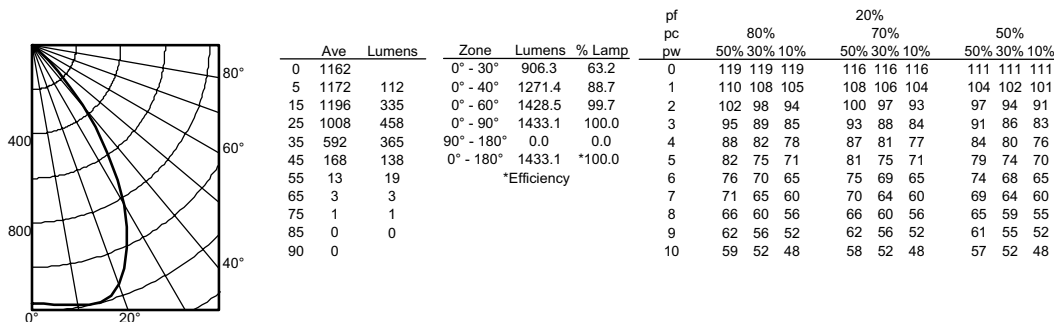 400
800
0°
20°
40°
60°
80°
Ave Lumens
0 1162
5 1172 112
15 1196 335
25 1008 458
35 592 365
45 168 138
55 13 19
65 3 3
75 1 1
85 0 0
90 0
Zone Lumens % Lamp
0° - 30° 906.3 63.2
0° - 40° 1271.4 88.7
0° - 60° 1428.5 99.7
0° - 90° 1433.1 100.0
90° - 180° 0.0 0.0
0° - 180° 1433.1 *100.0
*Efficiency
pf 20%
pc 80% 70% 50%
pw 50% 30% 10% 50% 30% 10% 50% 30% 10%
0 119 119 119 116 116 116 111 111 111
1 110 108 105 108 106 104 104 102 101
2 102 98 94 100 97 93 97 94 91
3 95 89 85 93 88 84 91 86 83
4 88 82 78 87 81 77 84 80 76
5 82 75 71 81 75 71 79 74 70
6 76 70 65 75 69 65 74 68 65
7 71 65 60 70 64 60 69 64 60
8 66 60 56 66 60 56 65 59 55
9 62 56 52 62 56 52 61 55 52
10 59 52 48 58 52 48 57 52 48